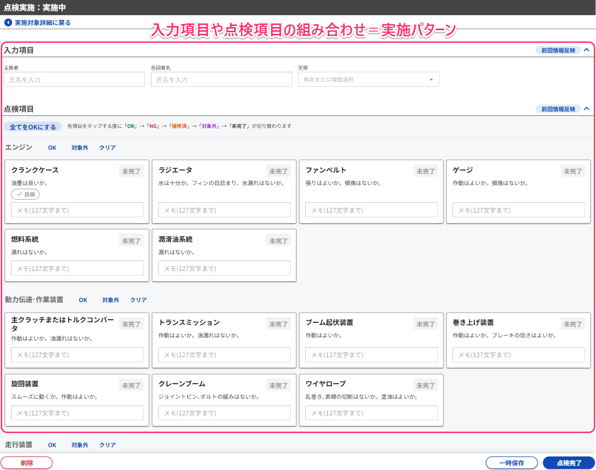 点検実施：実施中
実施対象詳細に戻る
入力項目や点検項目の組み合わせ＝実施パターン
入力項目
前回情報反映
玉掛者
合図者名
天候
氏名を入力
氏名を入力
検索または複数選択
点検項目
前回情報反映
全てをOKにする
各項目をタップする度に「OK」→「NG」→「補修済」→「対象外」→「未完了」が切り替わります
エンジン OK 対象外 クリア
クランクケース
未完了
油量は良いか。
目視
メモ(127文字まで)
ラジエータ
未完了
水は十分か。フィンの目詰まり、水漏れはないか。
メモ(127文字まで)
ファンベルト
未完了
張りはよいか。損傷はないか。
メモ(127文字まで)
ゲージ
未完了
作動はよいか。損傷はないか。
メモ(127文字まで)
燃料系統
未完了
漏れはないか。
メモ(127文字まで)
潤滑油系統
未完了
漏れはないか。
メモ(127文字まで)
動力伝達・作業装置 OK 対象外 クリア
主クラッチまたはトルクコンバー
タ
未完了
作動はよいか。油漏れはないか。
メモ(127文字まで)
トランスミッション
未完了
作動はよいか、油漏れはないか。
メモ(127文字まで)
ブーム起伏装置
未完了
作動はよいか。
メモ(127文字まで)
巻き上げ装置
未完了
作動はよいか。ブレーキの効きはよいか。
メモ(127文字まで)
旋回装置
未完了
スムーズに動くか。作動はよいか。
メモ(127文字まで)
クレーンブーム
未完了
ジョイントピン、ボルトの緩みはないか。
メモ(127文字まで)
ワイヤロープ
未完了
乱巻き、素線の切断はないか。塗油はよいか。
メモ(127文字まで)
走行装置 OK 対象外 クリア
削除
一時保存
点検完了